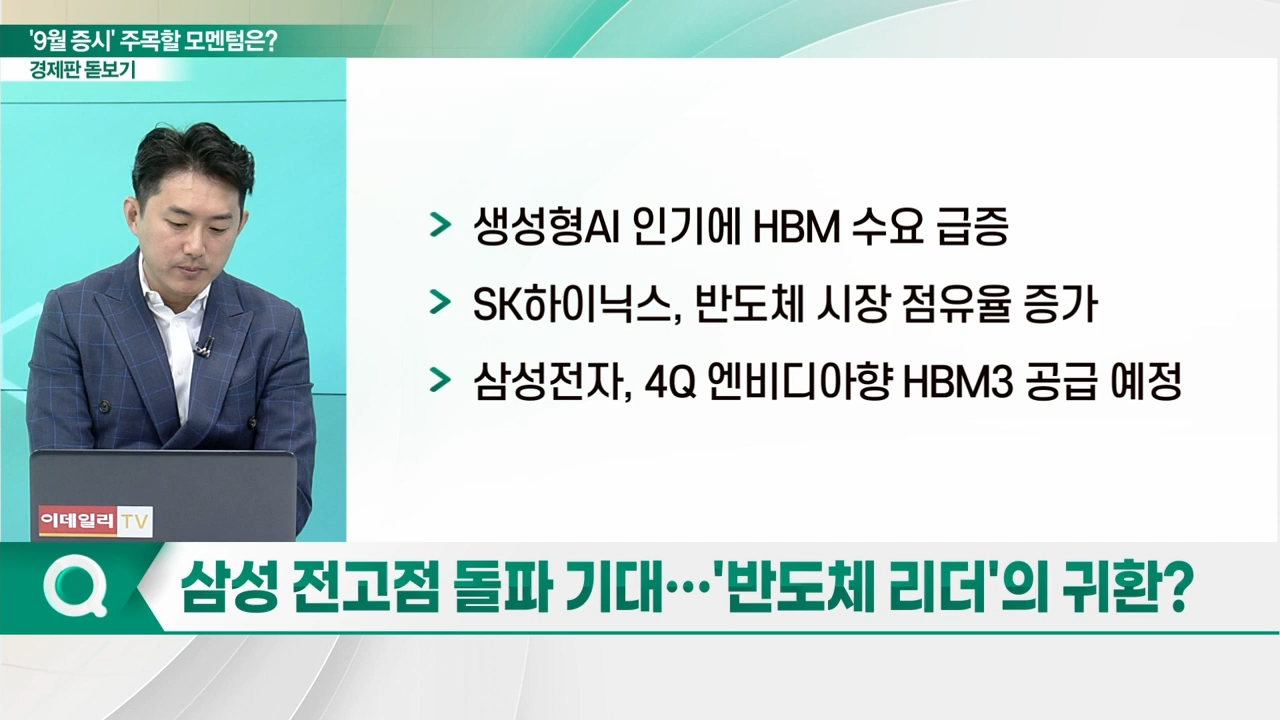 '9월 증시' 주목할 모멘텀은?
경제판 돋보기
> 생성형AI 인기에 HBM 수요 급증
> SK하이닉스, 반도체 시장 점유율 증가
> 삼성전자, 4Q 엔비디아향 HBM3 공급 예정
이데일리 TV
Q 삼성 전고점 돌파 기대…'반도체 리더'의 귀환?